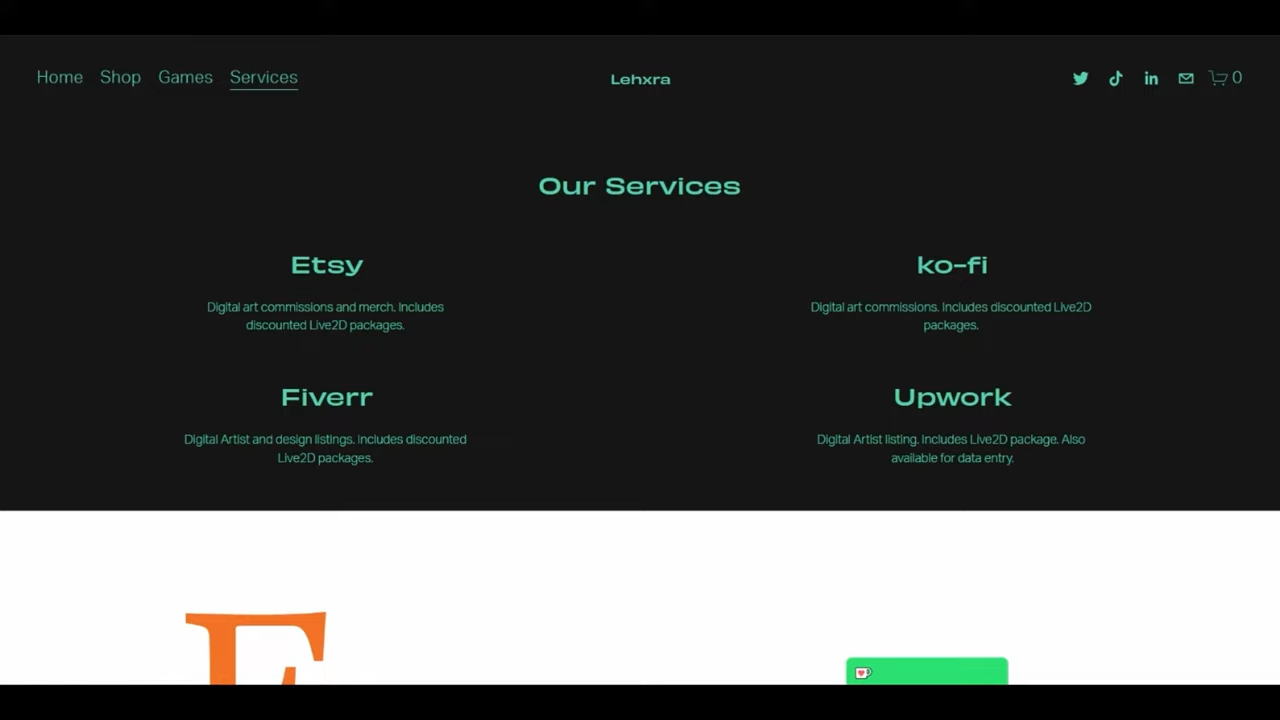 Home Shop Games Services
Lehxra
0
Our Services
Etsy
Digital art commissions and merch. Includes
discounted Live2D packages.
ko-fi
Digital art commissions. Includes discounted Live2D
packages.
Fiverr
Digital Artist and design listings. Includes discounted
Live2D packages.
Upwork
Digital Artist listing. Includes Live2D package. Also
available for data entry.